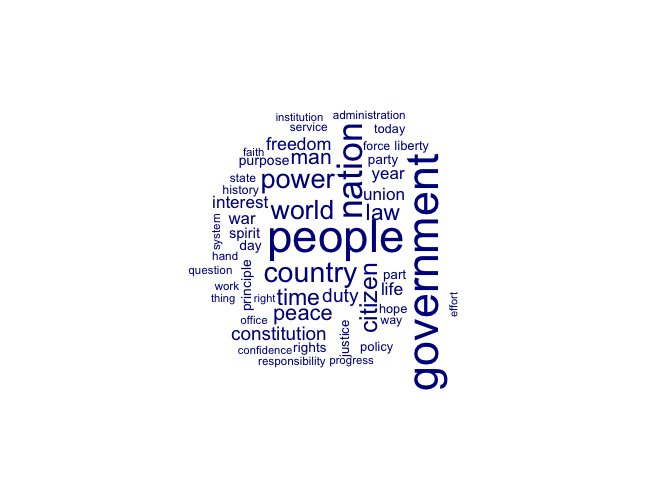 institution administration
service today
freedom nation force liberty
faith man party
purpose
state power year
history union
interest world law
war
system spirit people government
day
hand
question country citizen part
work principle life
thing right time duty hope
office peace way
constitution justice effort
confidence rights policy
responsibility progress